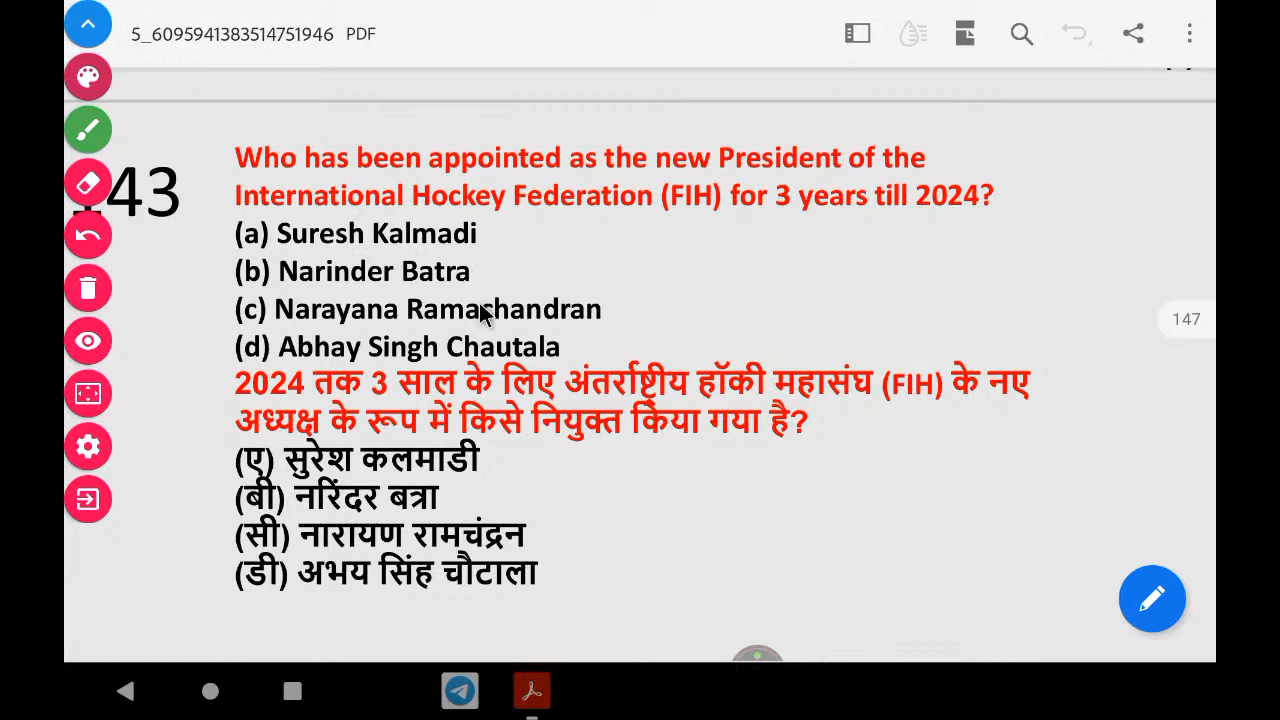 5_6095941383514751946 PDF
143
Who has been appointed as the new President of the
International Hockey Federation (FIH) for 3 years till 2024?
(a) Suresh Kalmadi
(b) Narinder Batra
(c) Narayana Ramachandran
(d) Abhay Singh Chautala
147
2024 तक 3 साल के लिए अंतर्राष्ट्रीय हॉकी महासंघ (FIH) के नए
अध्यक्ष के रूप में किसे नियुक्त किया गया है?
(ए) सुरेश कलमाडी
(बी) नरिंदर बत्रा
(सी) नारायण रामचंद्रन
(डी) अभय सिंह चौटाला